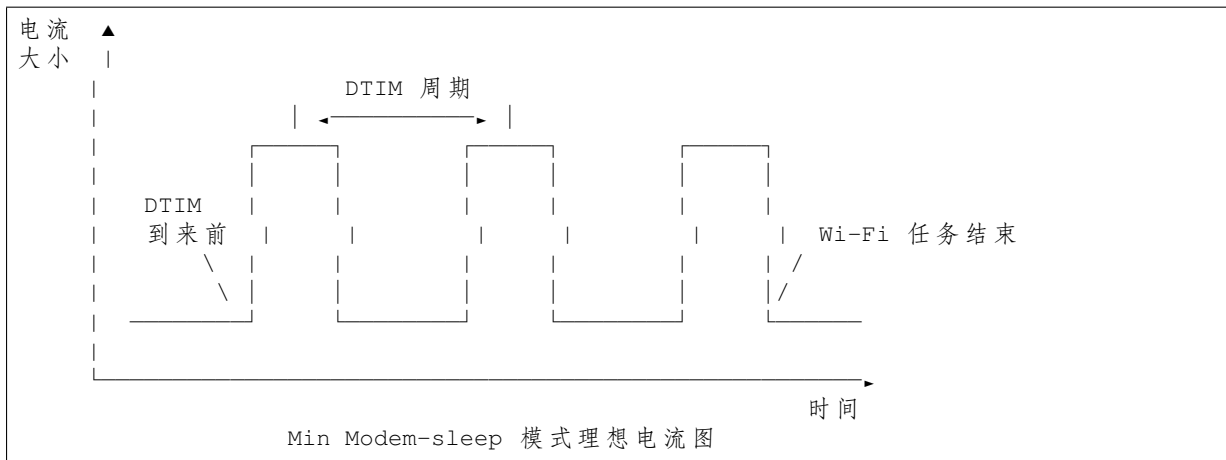 电流
大小
DTIM 周期
DTIM
到来前
Wi-Fi 任务结束
时间
Min Modem-sleep 模式理想电流图